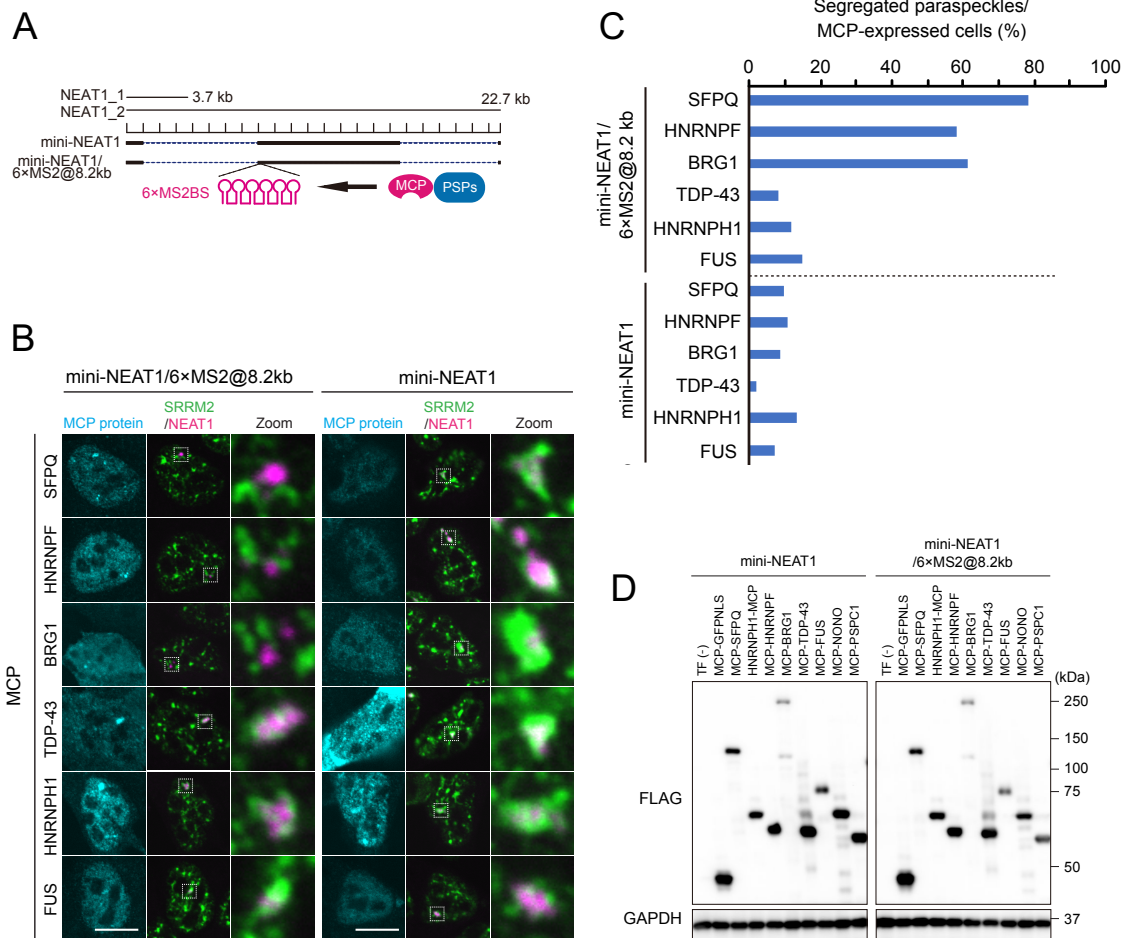 A
NEAT1_1
3.7 kb
22.7 kb
NEAT1_2
mini-NEAT1
mini-NEAT1/
6×MS2@8.2kb
6×MS2BS
MCP
PSPs
B
mini-NEAT1/6×MS2@8.2kb
mini-NEAT1
MCP protein
SRRM2
/NEAT1
Zoom
MCP protein
SRRM2
/NEAT1
Zoom
MCP
SFPQ
HNRNPF
BRG1
TDP-43
HNRNPH1
FUS
C
Segregated paraspeckles/
MCP-expressed cells (%)
0 20 40 60 80 100
mini-NEAT1/
6×MS2@8.2 kb
SFPQ
HNRNPF
BRG1
TDP-43
HNRNPH1
FUS
mini-NEAT1
SFPQ
HNRNPF
BRG1
TDP-43
HNRNPH1
FUS
D
mini-NEAT1
mini-NEAT1
/6×MS2@8.2kb
TF (-)
MCP-GFPNLS
MCP-SFPQ
HNRNPH1-MCP
MCP-HNRNPF
MCP-BRG1
MCP-TDP-43
MCP-FUS
MCP-NONO
MCP-PSPC1
TF (-)
MCP-GFPNLS
MCP-SFPQ
HNRNPH1-MCP
MCP-HNRNPF
MCP-BRG1
MCP-TDP-43
MCP-FUS
MCP-NONO
MCP-PSPC1
(kDa)
250
150
100
75
50
37
FLAG
GAPDH